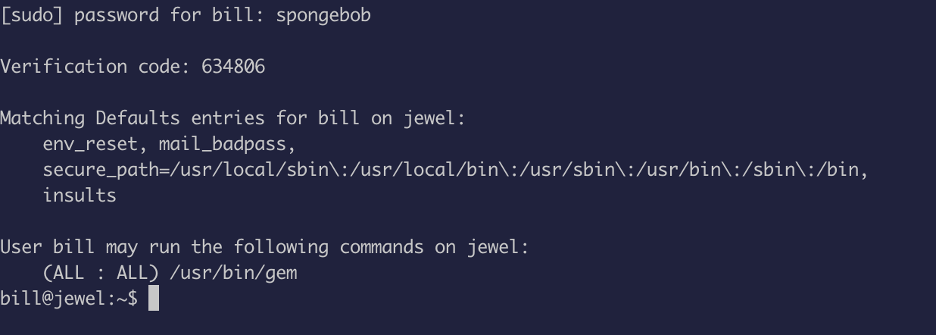 [sudo] password for bill: spongebob
Verification code: 634806
Matching Defaults entries for bill on jewel:
env_reset, mail_badpass,
secure_path=/usr/local/sbin\:/usr/local/bin\:/usr/sbin\:/usr/bin\:/sbin\:/bin,
insults
User bill may run the following commands on jewel:
(ALL : ALL) /usr/bin/gem
bill@jewel:~$